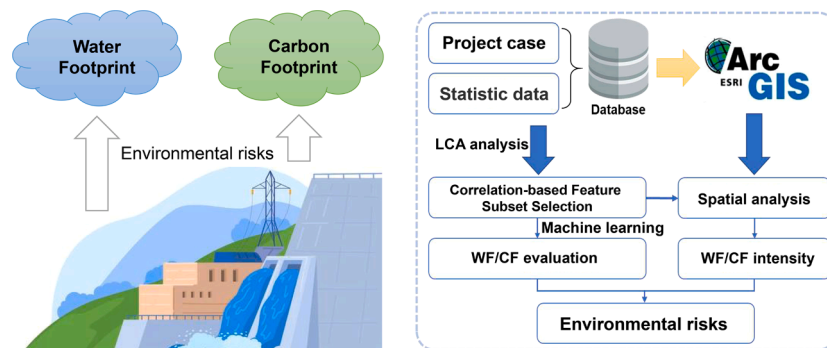 Water
Footprint
Carbon
Footprint
Environmental risks
Project case
Statistic data
Database
Arc
ESRI
GIS
LCA analysis
Correlation-based Feature
Subset Selection
Spatial analysis
Machine learning
WF/CF evaluation
WF/CF intensity
Environmental risks